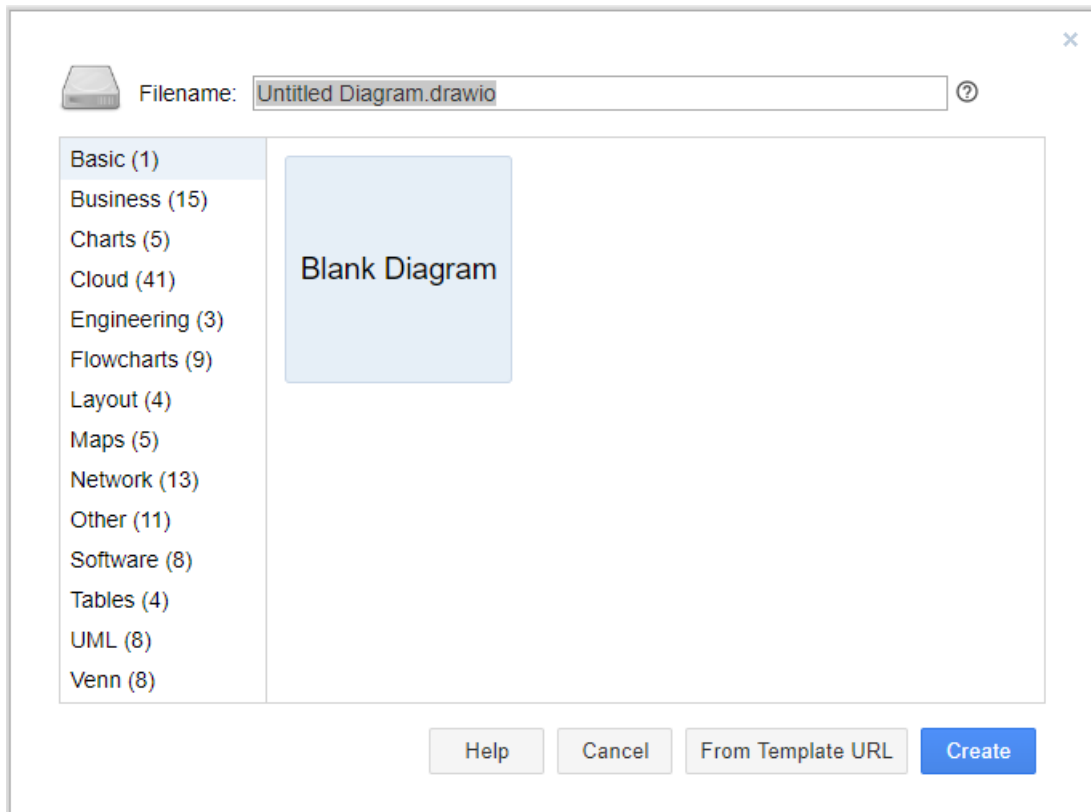 Filename: Untitled Diagram.drawio
Basic (1)
Business (15)
Charts (5)
Cloud (41)
Engineering (3)
Flowcharts (9)
Layout (4)
Maps (5)
Network (13)
Other (11)
Software (8)
Tables (4)
UML (8)
Venn (8)
Blank Diagram
Help Cancel From Template URL Create